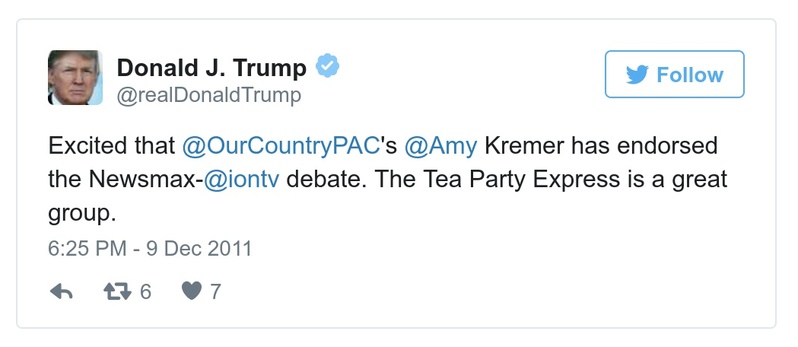 Donald J. Trump
@realDonaldTrump
Follow
Excited that @OurCountryPAC's @Amy Kremer has endorsed
the Newsmax-@iontv debate. The Tea Party Express is a great
group.
6:25 PM - 9 Dec 2011
6 7